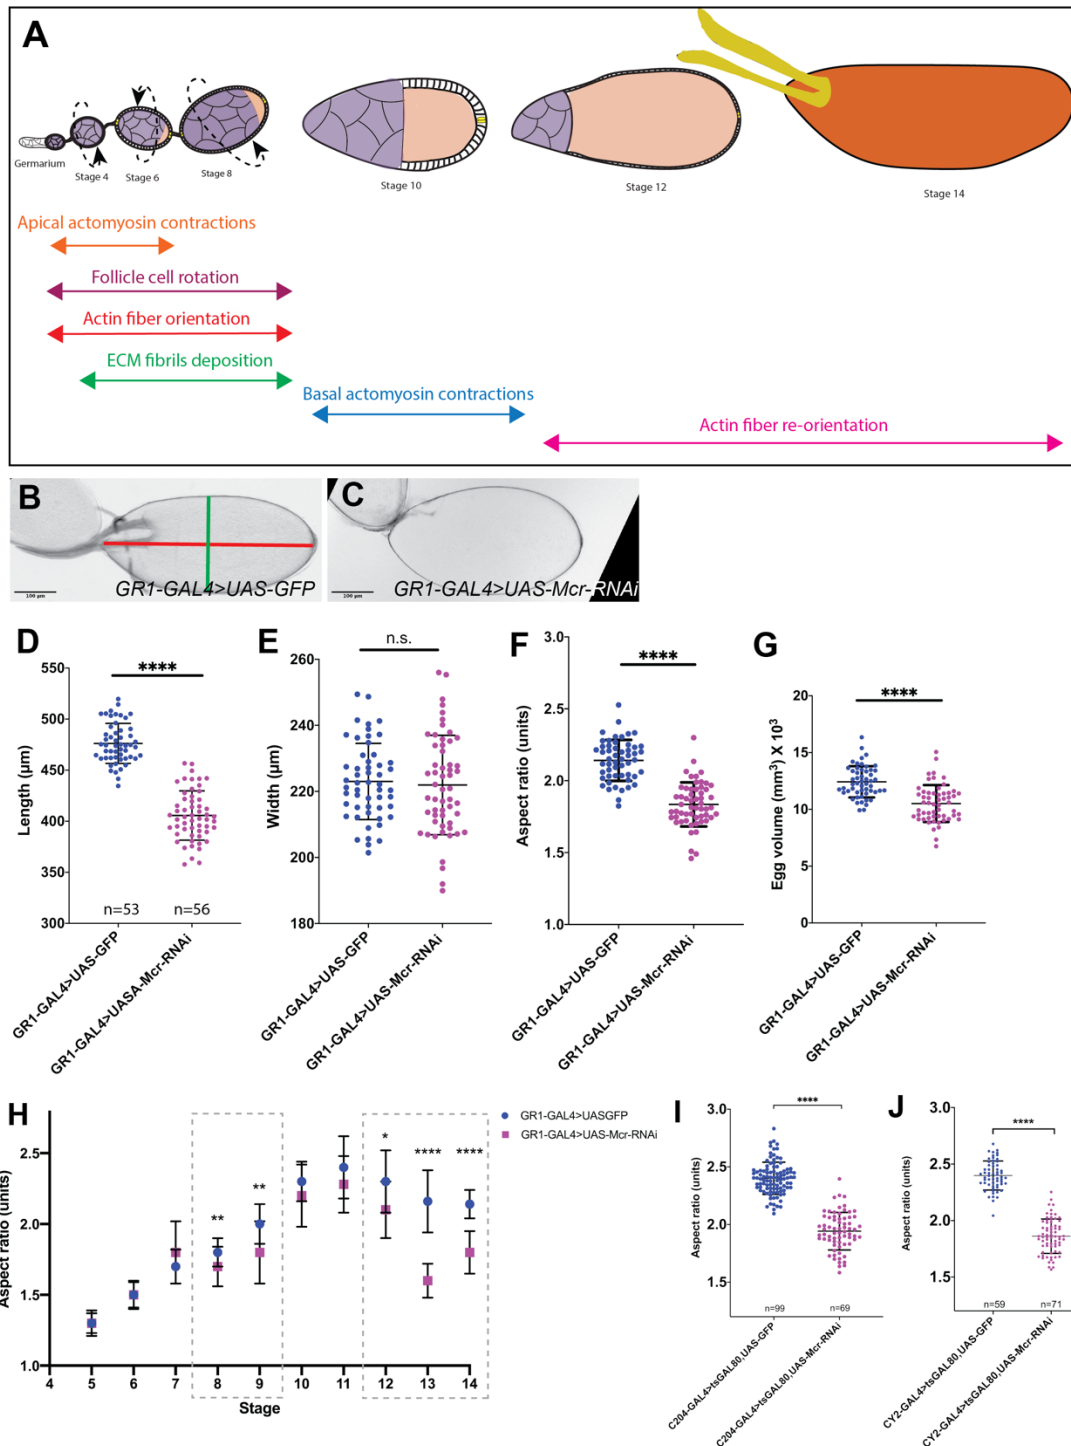 A
Germarium
Stage 4
Stage 6
Stage 8
Stage 10
Stage 12
Stage 14
Apical actomyosin contractions
Follicle cell rotation
Actin fiber orientation
ECM fibrils deposition
Basal actomyosin contractions
Actin fiber re-orientation
B
100 µm
GR1-GAL4>UAS-GFP
C
100 µm
GR1-GAL4>UAS-Mcr-RNAi
D
****
Length (µm)
550
500
450
400
350
300
n=53
n=56
GR1-GAL4>UAS-GFP
GR1-GAL4>UASA-Mcr-RNAi
E
n.s.
Width (µm)
260
240
220
200
180
GR1-GAL4>UAS-GFP
GR1-GAL4>UAS-Mcr-RNAi
F
****
Aspect ratio (units)
3.0
2.5
2.0
1.5
1.0
GR1-GAL4>UAS-GFP
GR1-GAL4>UAS-Mcr-RNAi
G
****
Egg volume (mm³) X 10³
20
15
10
5
0
GR1-GAL4>UAS-GFP
GR1-GAL4>UAS-Mcr-RNAi
H
GR1-GAL4>UASGFP
GR1-GAL4>UAS-Mcr-RNAi
Aspect ratio (units)
2.5
2.0
1.5
1.0
**
**
*
****
****
4 5 6 7 8 9 10 11 12 13 14
Stage
I
****
Aspect ratio (units)
3.0
2.5
2.0
1.5
n=99
n=69
C204-GAL4>tsGAL80,UAS-GFP
C204-GAL4>tsGAL80,UAS-Mcr-RNAi
J
****
Aspect ratio (units)
3.0
2.5
2.0
1.5
n=59
n=71
CY2-GAL4>tsGAL80,UAS-GFP
CY2-GAL4>tsGAL80,UAS-Mcr-RNAi